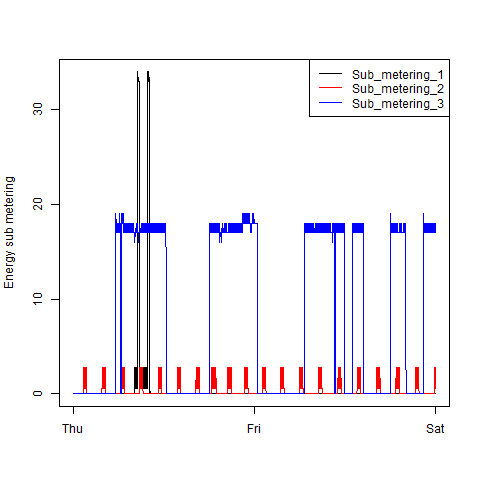 Sub_metering_1
Sub_metering_2
Sub_metering_3
Energy sub metering
30
20
10
0
Thu Fri Sat